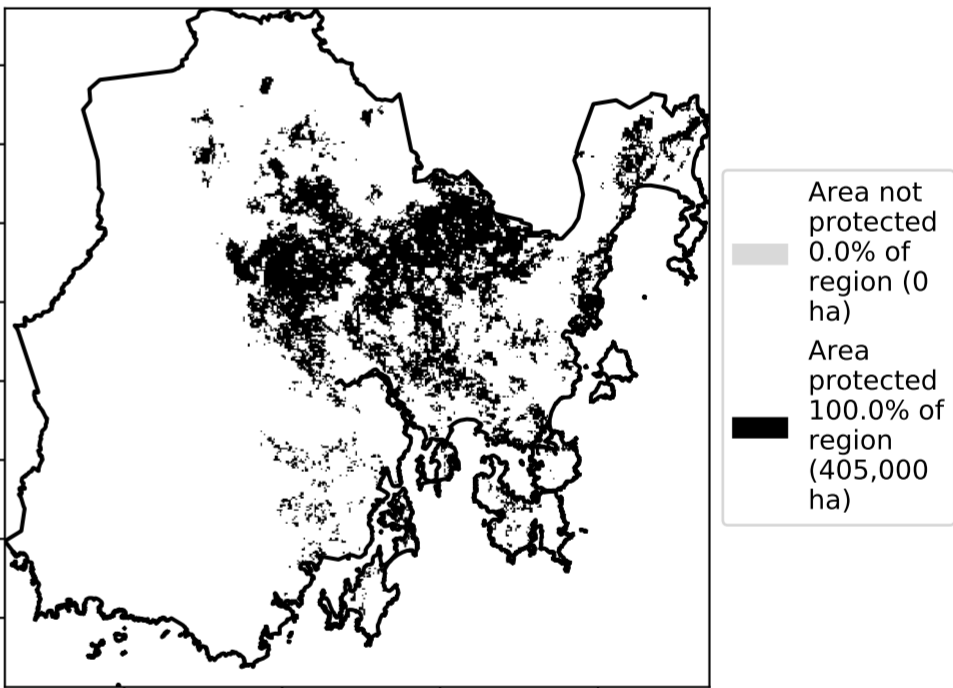 Area not
protected
0.0% of
region (0
ha)
Area
protected
100.0% of
region
(405,000
ha)